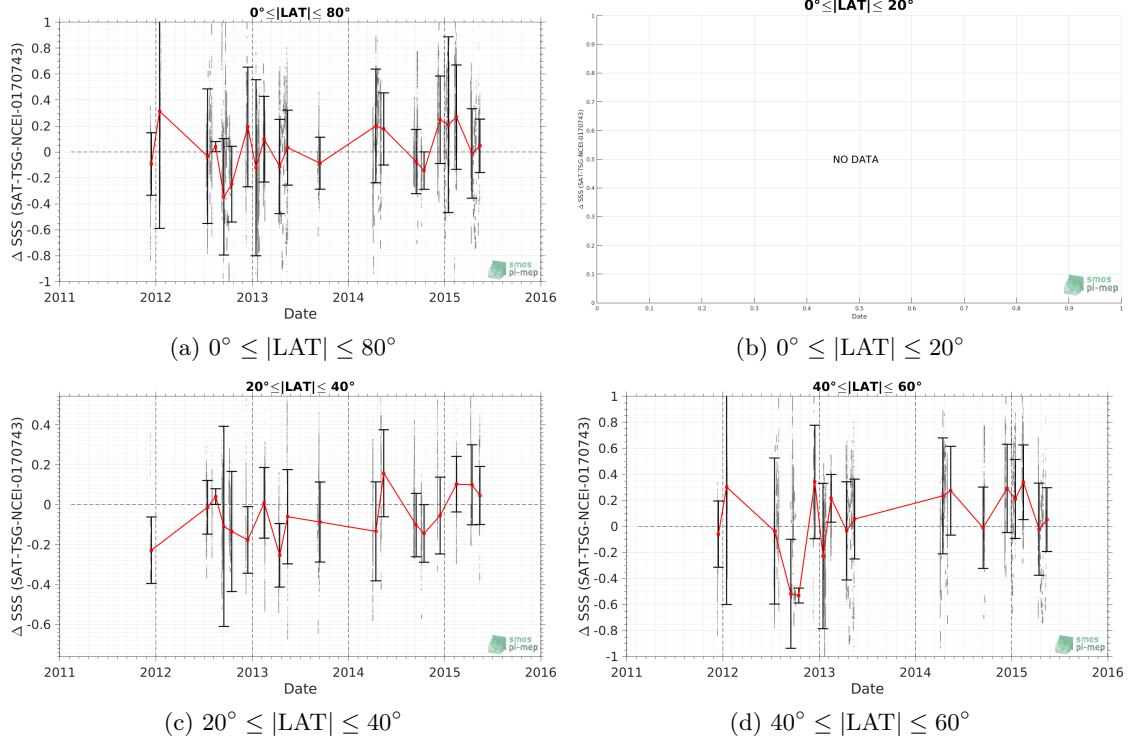 0°≤|LAT|≤ 80°
Δ SSS (SAT-TSG-NCEI-0170743)
1
0.8
0.6
0.4
0.2
0
-0.2
-0.4
-0.6
-0.8
-1
2011 2012 2013 2014 2015 2016
Date
smos
pi-mep
(a) 0° ≤ |LAT| ≤ 80°
0°≤|LAT|≤ 20°
Δ SSS (SAT-TSG-NCEI-0170743)
1
0.9
0.8
0.7
0.6
0.5
0.4
0.3
0.2
0.1
0
NO DATA
0 0.1 0.2 0.3 0.4 0.5 0.6 0.7 0.8 0.9 1
Date
smos
pi-mep
(b) 0° ≤ |LAT| ≤ 20°
20°≤|LAT|≤ 40°
Δ SSS (SAT-TSG-NCEI-0170743)
0.4
0.2
0
-0.2
-0.4
-0.6
2011 2012 2013 2014 2015 2016
Date
smos
pi-mep
(c) 20° ≤ |LAT| ≤ 40°
40°≤|LAT|≤ 60°
Δ SSS (SAT-TSG-NCEI-0170743)
1
0.8
0.6
0.4
0.2
0
-0.2
-0.4
-0.6
-0.8
-1
2011 2012 2013 2014 2015 2016
Date
smos
pi-mep
(d) 40° ≤ |LAT| ≤ 60°